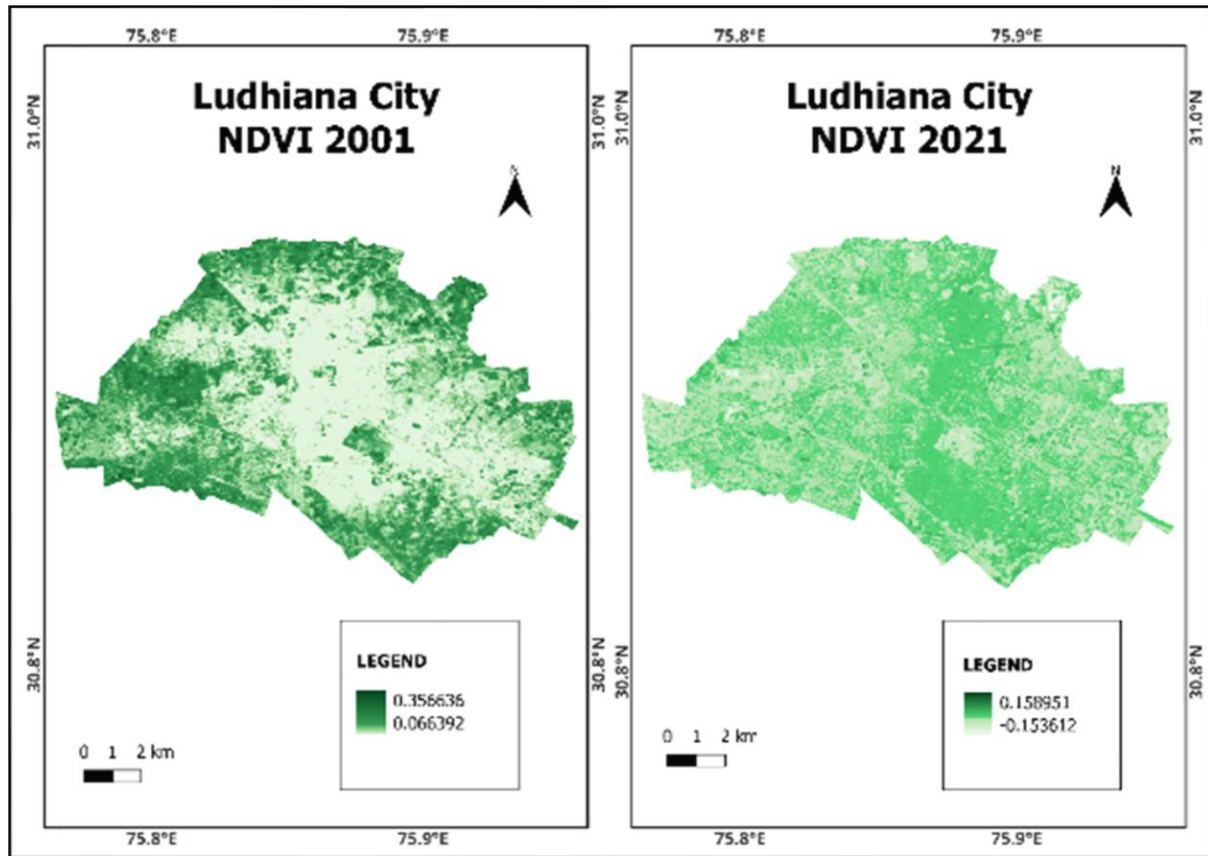 75.8°E 75.9°E
75.8°E 75.9°E
Ludhiana City
NDVI 2001
Ludhiana City
NDVI 2021
31.0°N
31.0°N
31.0°N
31.0°N
N
N
LEGEND
0.356636
0.066392
LEGEND
0.158951
-0.153612
30.8°N
30.8°N
30.8°N
30.8°N
0 1 2 km
0 1 2 km
75.8°E 75.9°E
75.8°E 75.9°E